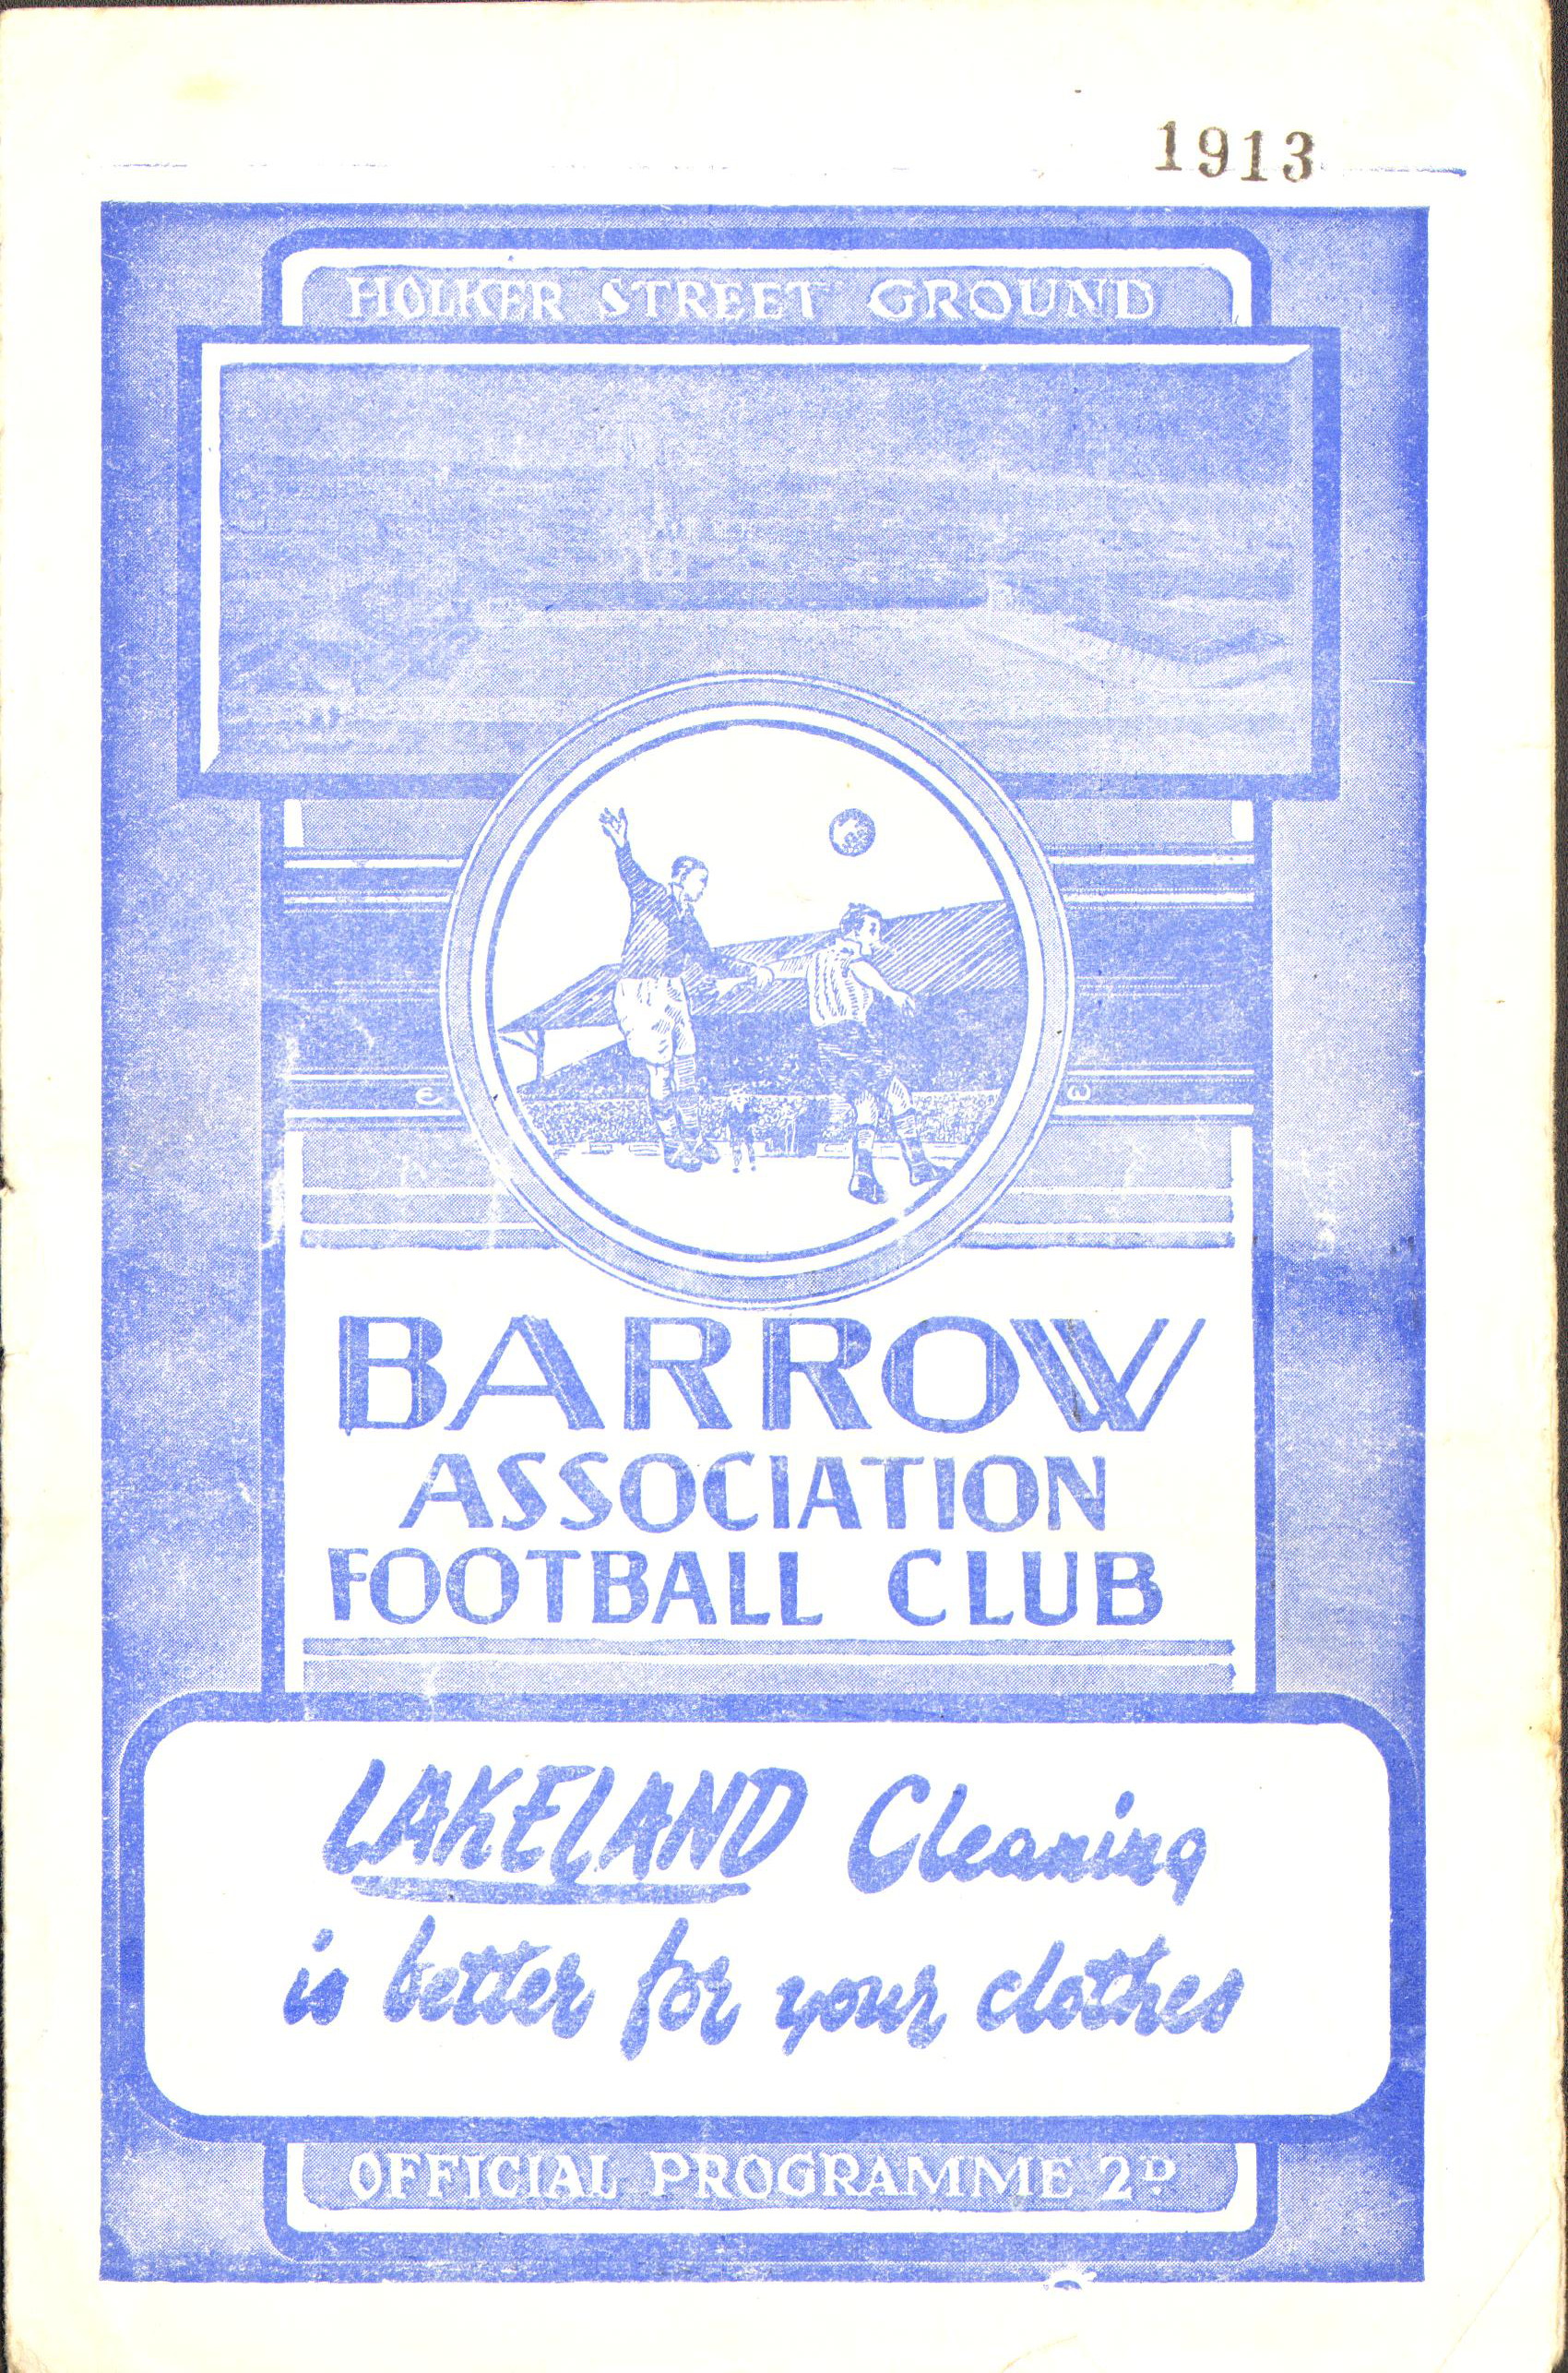 1913
HOLKER STREET GROUND
BARROW
ASSOCIATION
FOOTBALL CLUB
LAKELAND Cleaning
is better for your clothes
OFFICIAL PROGRAMME 2D.